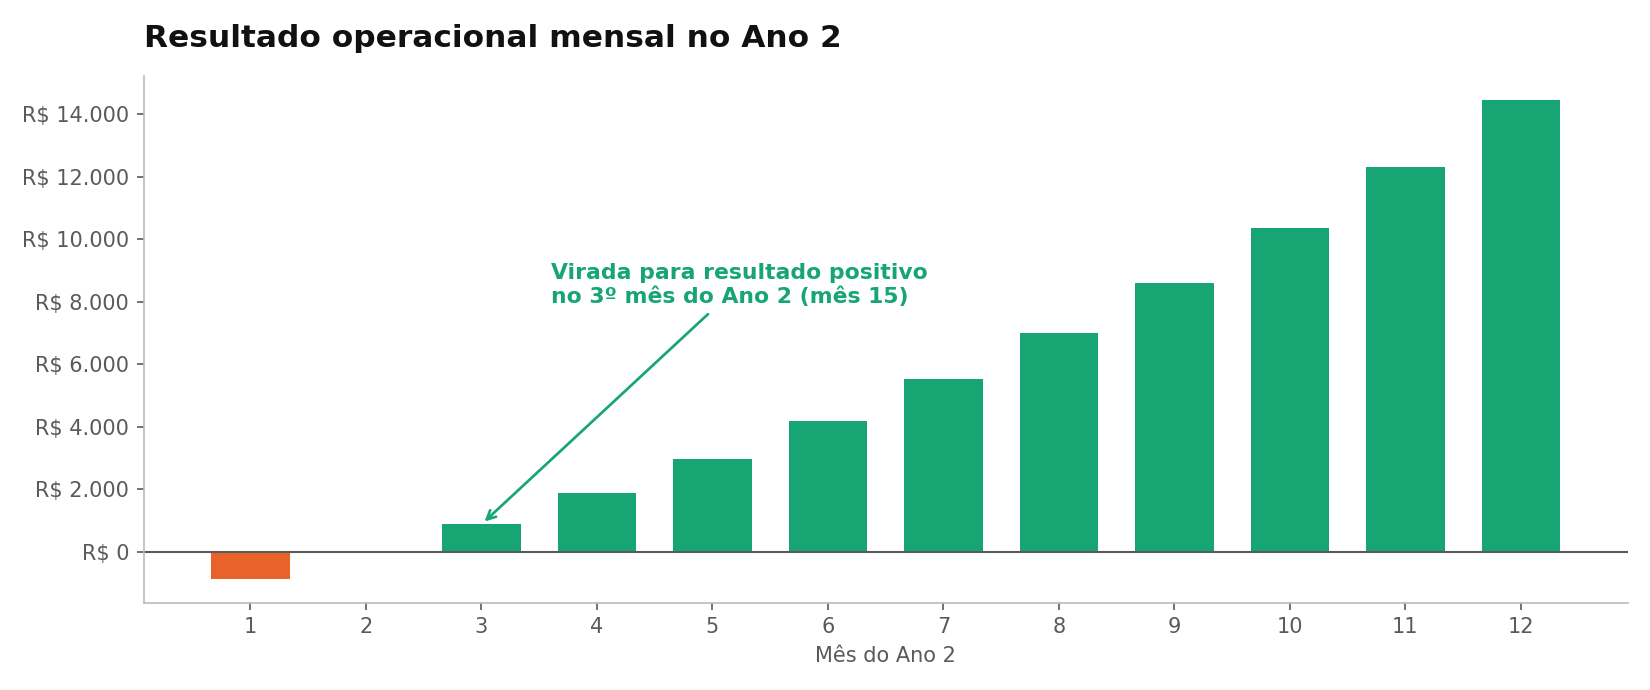 Resultado operacional mensal no Ano 2
R$ 14.000
R$ 12.000
R$ 10.000
R$ 8.000
R$ 6.000
R$ 4.000
R$ 2.000
R$ 0
Virada para resultado positivo
no 3º mês do Ano 2 (mês 15)
1 2 3 4 5 6 7 8 9 10 11 12
Mês do Ano 2